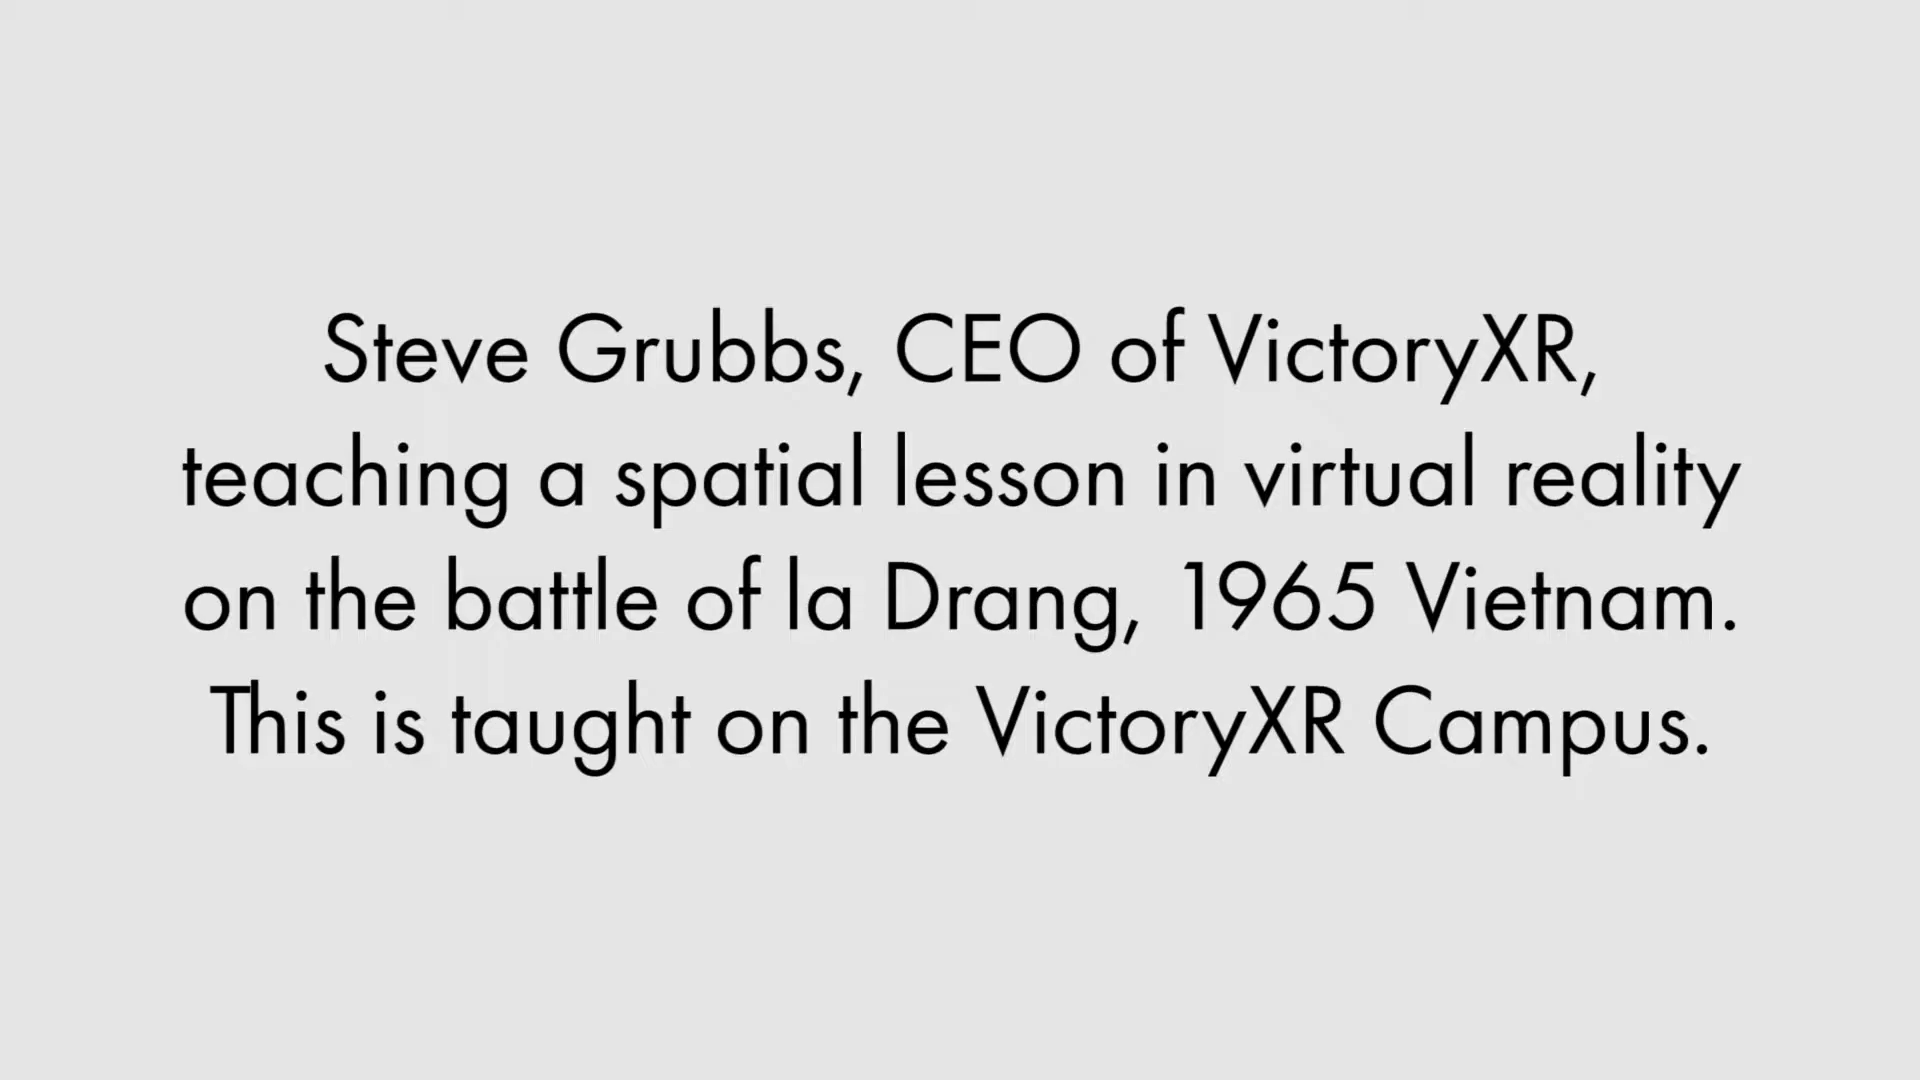 Steve Grubbs, CEO of VictoryXR,
teaching a spatial lesson in virtual reality
on the battle of la Drang, 1965 Vietnam.
This is taught on the VictoryXR Campus.